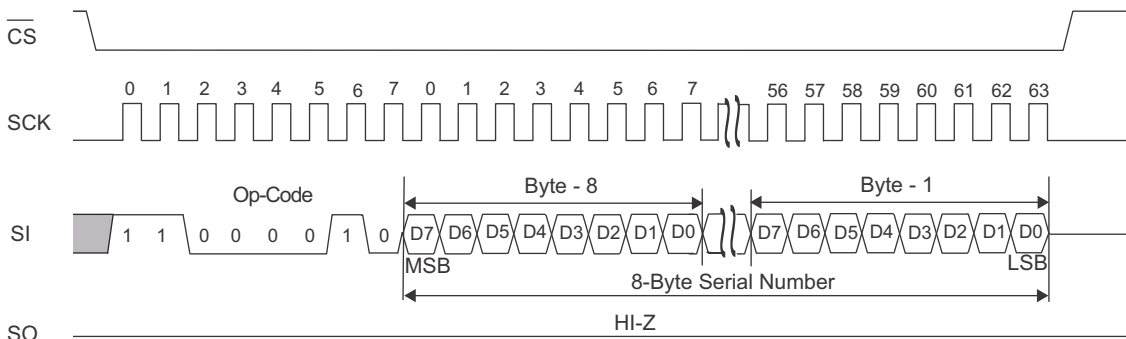 CS
0 1 2 3 4 5 6 7 0 1 2 3 4 5 6 7 56 57 58 59 60 61 62 63
SCK
Op-Code Byte - 8 Byte - 1
SI 1 1 0 0 0 0 1 0 D7 D6 D5 D4 D3 D2 D1 D0 D7 D6 D5 D4 D3 D2 D1 D0
MSB LSB
8-Byte Serial Number
HI-Z
SO